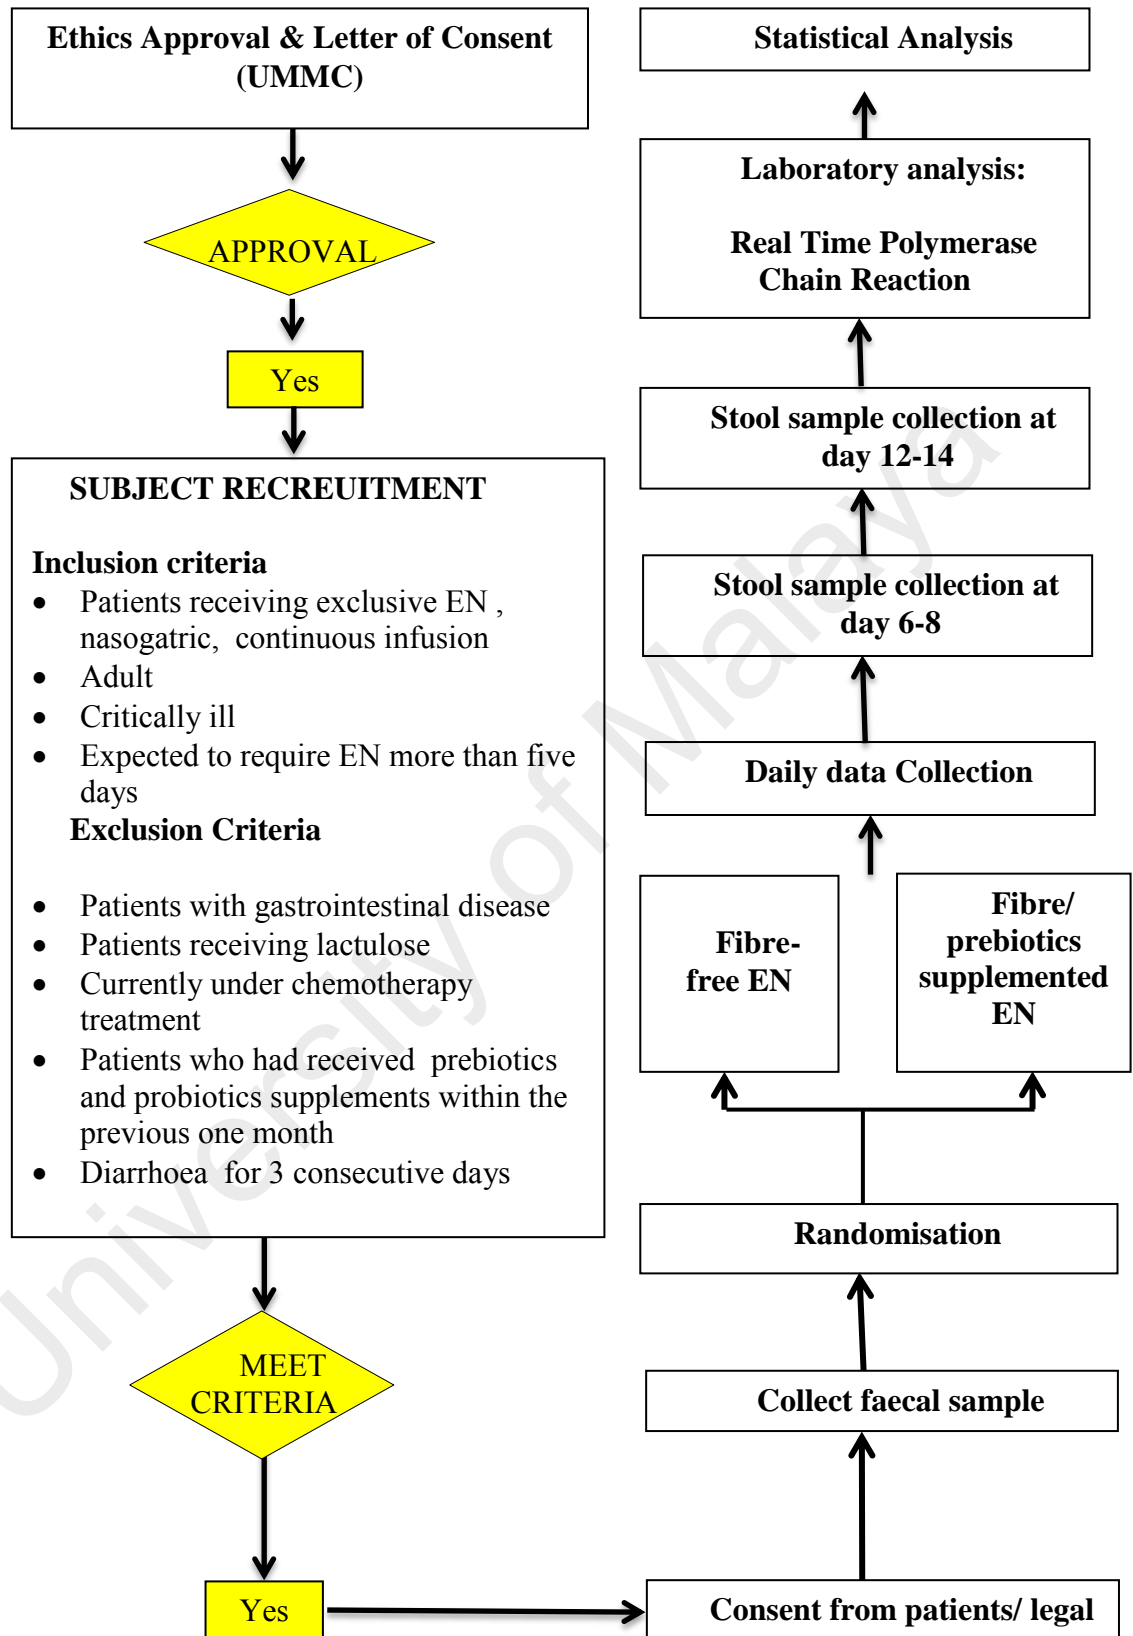 Ethics Approval & Letter of Consent
(UMMC)
APPROVAL
Yes
SUBJECT RECREUITMENT
Inclusion criteria
• Patients receiving exclusive EN ,
nasogatric, continuous infusion
• Adult
• Critically ill
• Expected to require EN more than five
days
Exclusion Criteria
• Patients with gastrointestinal disease
• Patients receiving lactulose
• Currently under chemotherapy
treatment
• Patients who had received prebiotics
and probiotics supplements within the
previous one month
• Diarrhoea for 3 consecutive days
MEET
CRITERIA
Yes
Consent from patients/ legal
Collect faecal sample
Randomisation
Fibre-
free EN
Fibre/
prebiotics
supplemented
EN
Daily data Collection
Stool sample collection at
day 6-8
Stool sample collection at
day 12-14
Laboratory analysis:
Real Time Polymerase
Chain Reaction
Statistical Analysis
University of Malaya